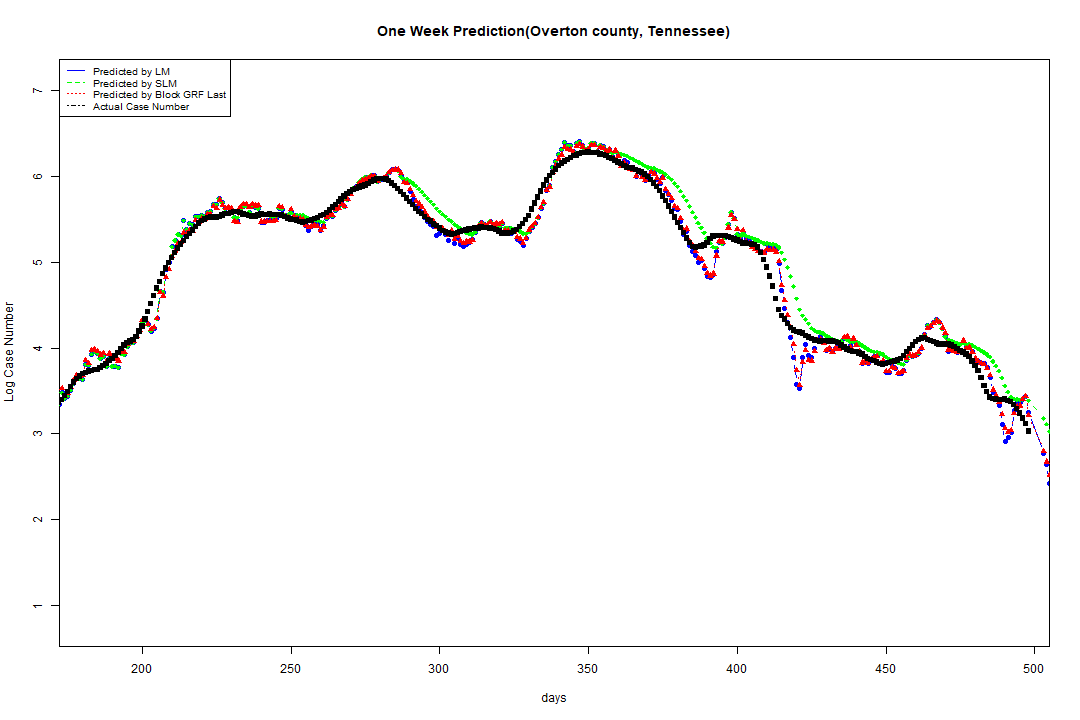 One Week Prediction(Overton county, Tennessee)
Predicted by LM
Predicted by SLM
Predicted by Block GRF Last
Actual Case Number
Log Case Number
7
6
5
4
3
2
1
200 250 300 350 400 450 500
days